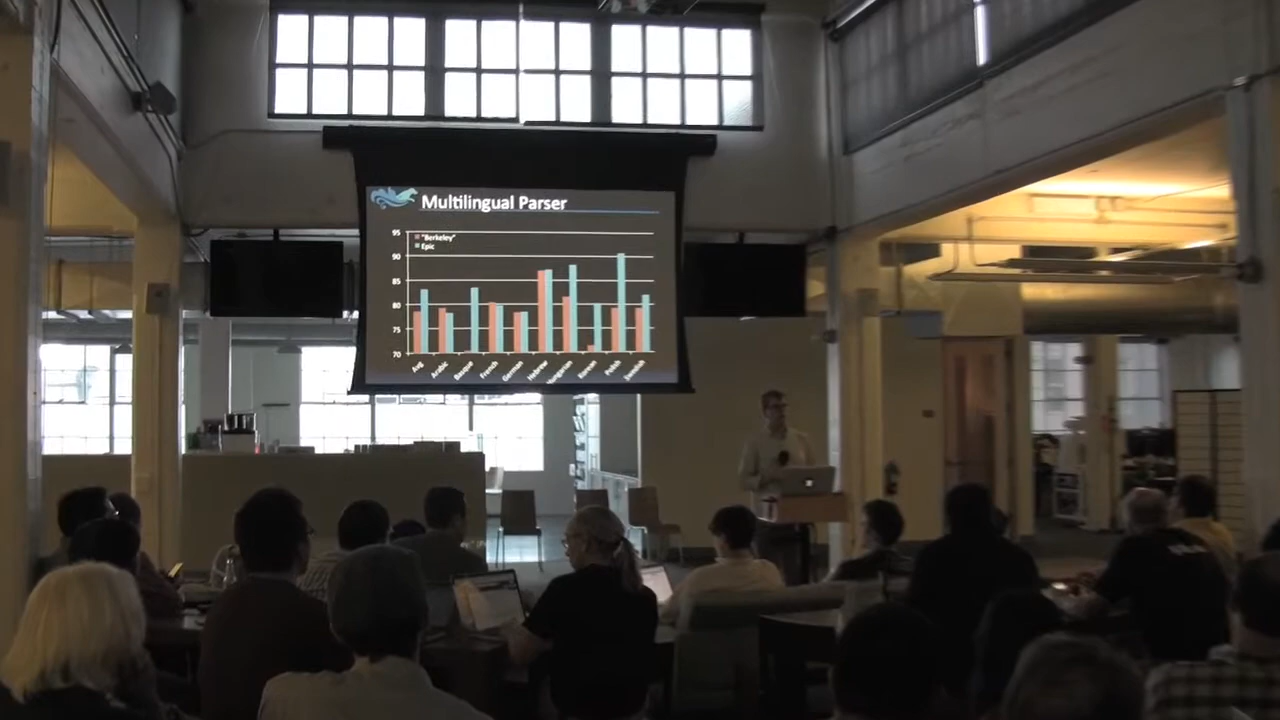 Multilingual Parser
95
"Berkeley"
Epic
90
85
80
75
70
Avg
Arabic
Basque
French
German
Hebrew
Hungarian
Korean
Polish
Swedish